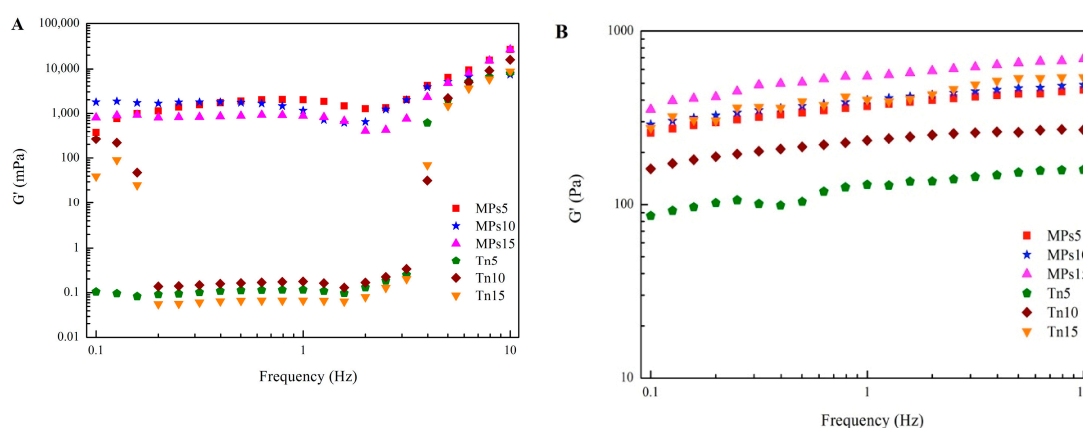 A
100,000
10,000
1,000
100
10
1
0.1
0.01
G' (mPa)
0.1
1
10
Frequency (Hz)
MPs5
MPs10
MPs15
Tn5
Tn10
Tn15
B
1000
100
10
G' (Pa)
0.1
1
Frequency (Hz)
MPs5
MPs10
Tn5
Tn10
Tn15